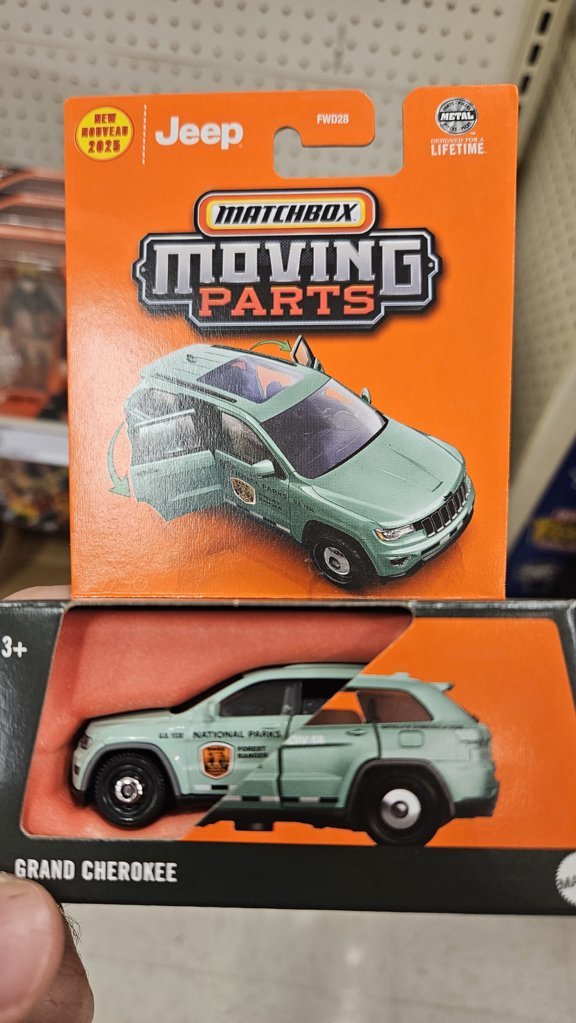 NEW
NOUVEAU
2025
Jeep
FWD28
METAL
DESIGNED FOR A
LIFETIME
MATCHBOX
MOVING
PARTS
3+
NATIONAL PARKS
FOREST
RANGER
GRAND CHEROKEE